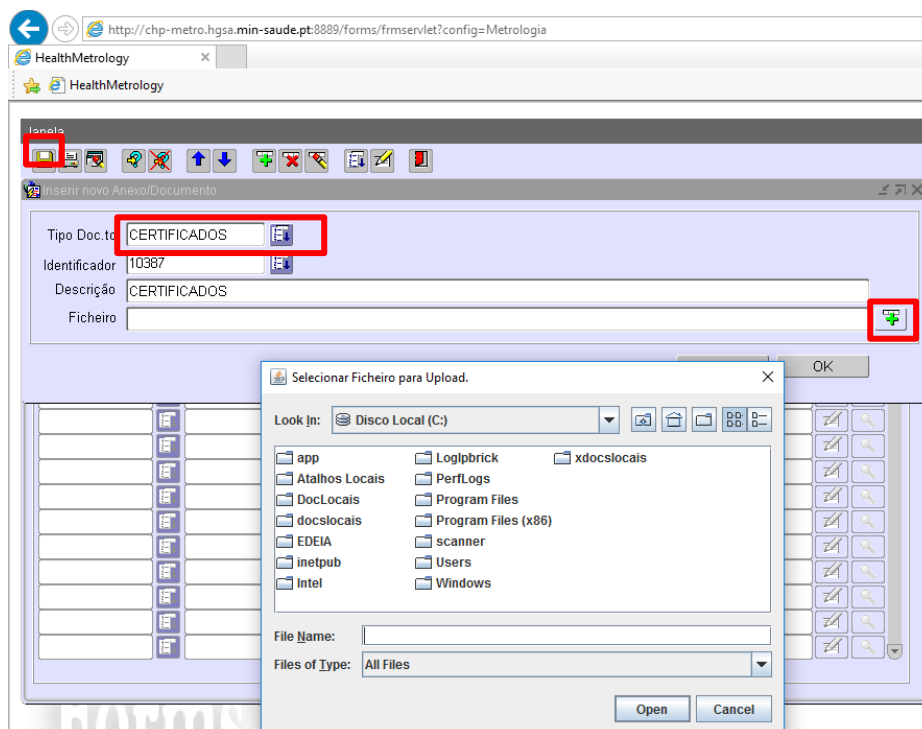 http://chp-metro.hgsa.min-saude.pt:8889/forms/frmservlet?config=Metrologia
HealthMetrology
HealthMetrology
Janela
Inserir novo Anexo/Documento
Tipo Doc.to CERTIFICADOS
Identificador 10387
Descrição CERTIFICADOS
Ficheiro
OK
Selecionar Ficheiro para Upload.
Look In: Disco Local (C:)
app LogIpbrick xdocslocais
Atalhos Locais PerfLogs
DocLocais Program Files
docslocais Program Files (x86)
EDEIA scanner
inetpub Users
Intel Windows
File Name:
Files of Type: All Files
Open Cancel